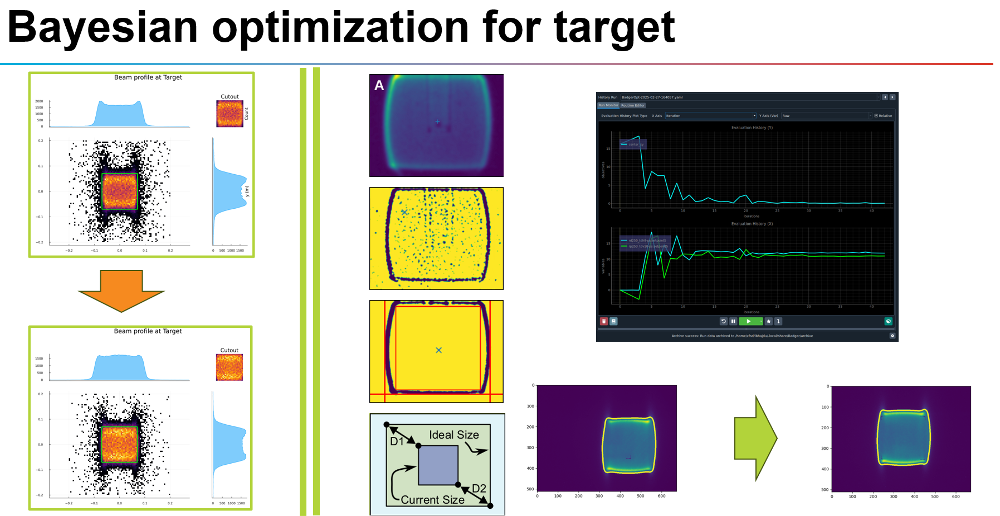 Bayesian optimization for target
Beam profile at Target
Cutout
Count
2000
1500
1000
500
0
0.2
0.1
0.0
−0.1
−0.2
−0.2 −0.1 0.0 0.1 0.2
y (m)
0 500 1000 1500
Beam profile at Target
Cutout
1500
1000
500
0
0.2
0.1
0.0
−0.1
−0.2
−0.2 −0.1 0.0 0.1 0.2
0 500 1000 1500
A
D1
Ideal Size
D2
Current Size
History Run BadgerOpt-2025-02-27-164057.yaml
Run Monitor Routine Editor
Evaluation History Plot Type X Axis Iteration Y Axis (Var) Raw Relative
Evaluation History (Y)
center_xy
objectives
15
10
5
0
0 5 10 15 20 25 30 35 40
iterations
Evaluation History (X)
variables
15
10
5
0
0 5 10 15 20 25 30 35 40
iterations
Archive success: Run data archived to /home/cfsd/lbhajdu/.local/share/Badger/archive
0
100
200
300
400
500
0 100 200 300 400 500 600
0
100
200
300
400
500
0 100 200 300 400 500 600